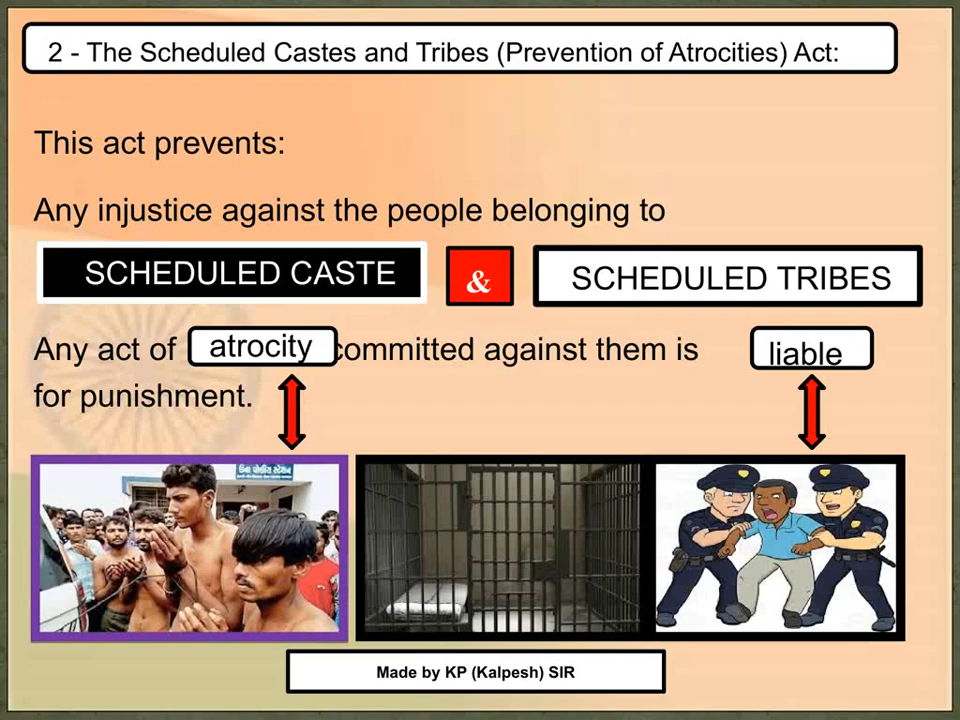 2 - The Scheduled Castes and Tribes (Prevention of Atrocities) Act:
This act prevents:
Any injustice against the people belonging to
SCHEDULED CASTE & SCHEDULED TRIBES
Any act of atrocity committed against them is liable
for punishment.
ઉના પોલીસ સ્ટેશન
Made by KP (Kalpesh) SIR